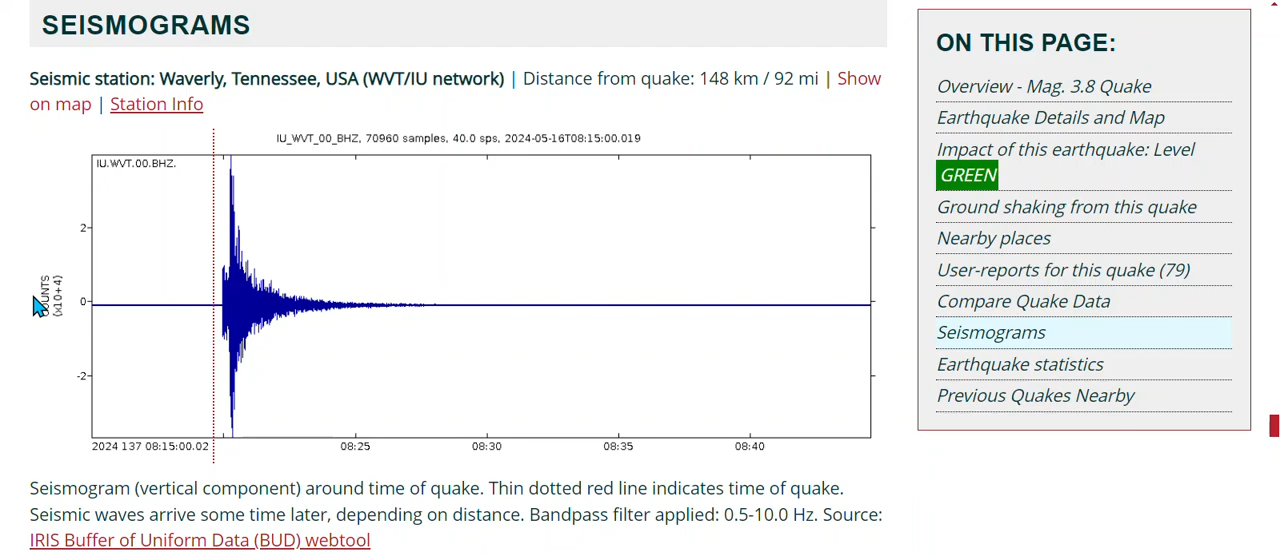 SEISMOGRAMS
Seismic station: Waverly, Tennessee, USA (WVT/IU network) | Distance from quake: 148 km / 92 mi | Show
on map | Station Info
IU_WVT_00_BHZ, 70960 samples, 40.0 sps, 2024-05-16T08:15:00.019
IU.WVT.00.BHZ.
2
0
-2
(x10+4)
2024 137 08:15:00.02
08:25
08:30
08:35
08:40
Seismogram (vertical component) around time of quake. Thin dotted red line indicates time of quake.
Seismic waves arrive some time later, depending on distance. Bandpass filter applied: 0.5-10.0 Hz. Source:
IRIS Buffer of Uniform Data (BUD) webtool
ON THIS PAGE:
Overview - Mag. 3.8 Quake
Earthquake Details and Map
Impact of this earthquake: Level
GREEN
Ground shaking from this quake
Nearby places
User-reports for this quake (79)
Compare Quake Data
Seismograms
Earthquake statistics
Previous Quakes Nearby